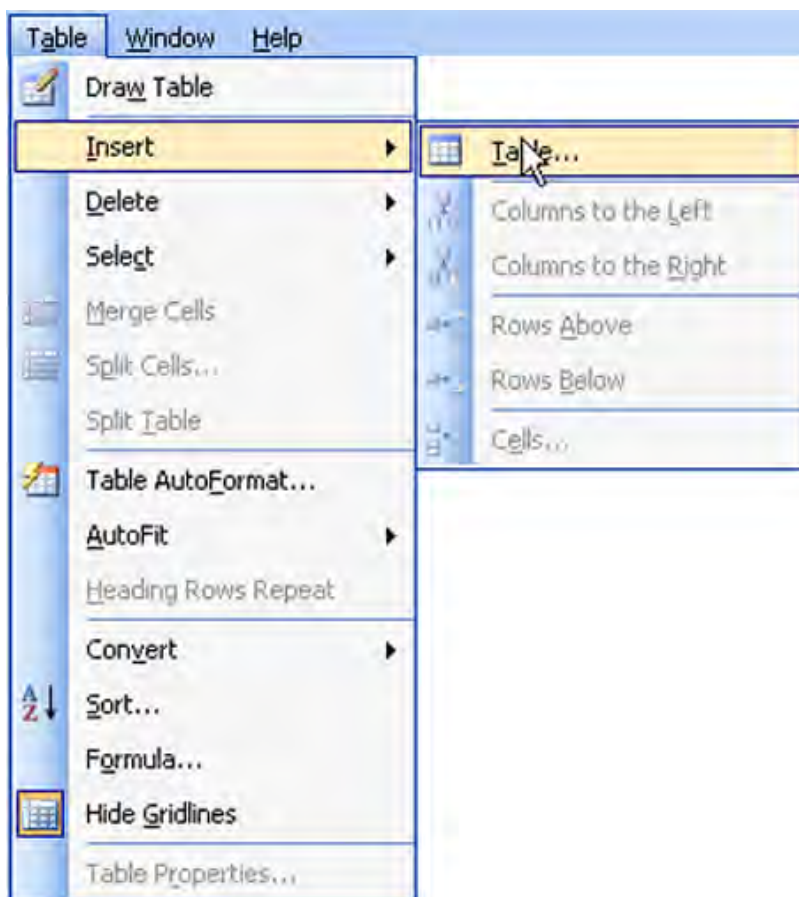 Table Window Help
Draw Table
Insert
Delete
Select
Merge Cells
Split Cells...
Split Table
Table AutoFormat...
AutoFit
Heading Rows Repeat
Convert
Sort...
Formula...
Hide Gridlines
Table Properties...
Table...
Columns to the Left
Columns to the Right
Rows Above
Rows Below
Cells...